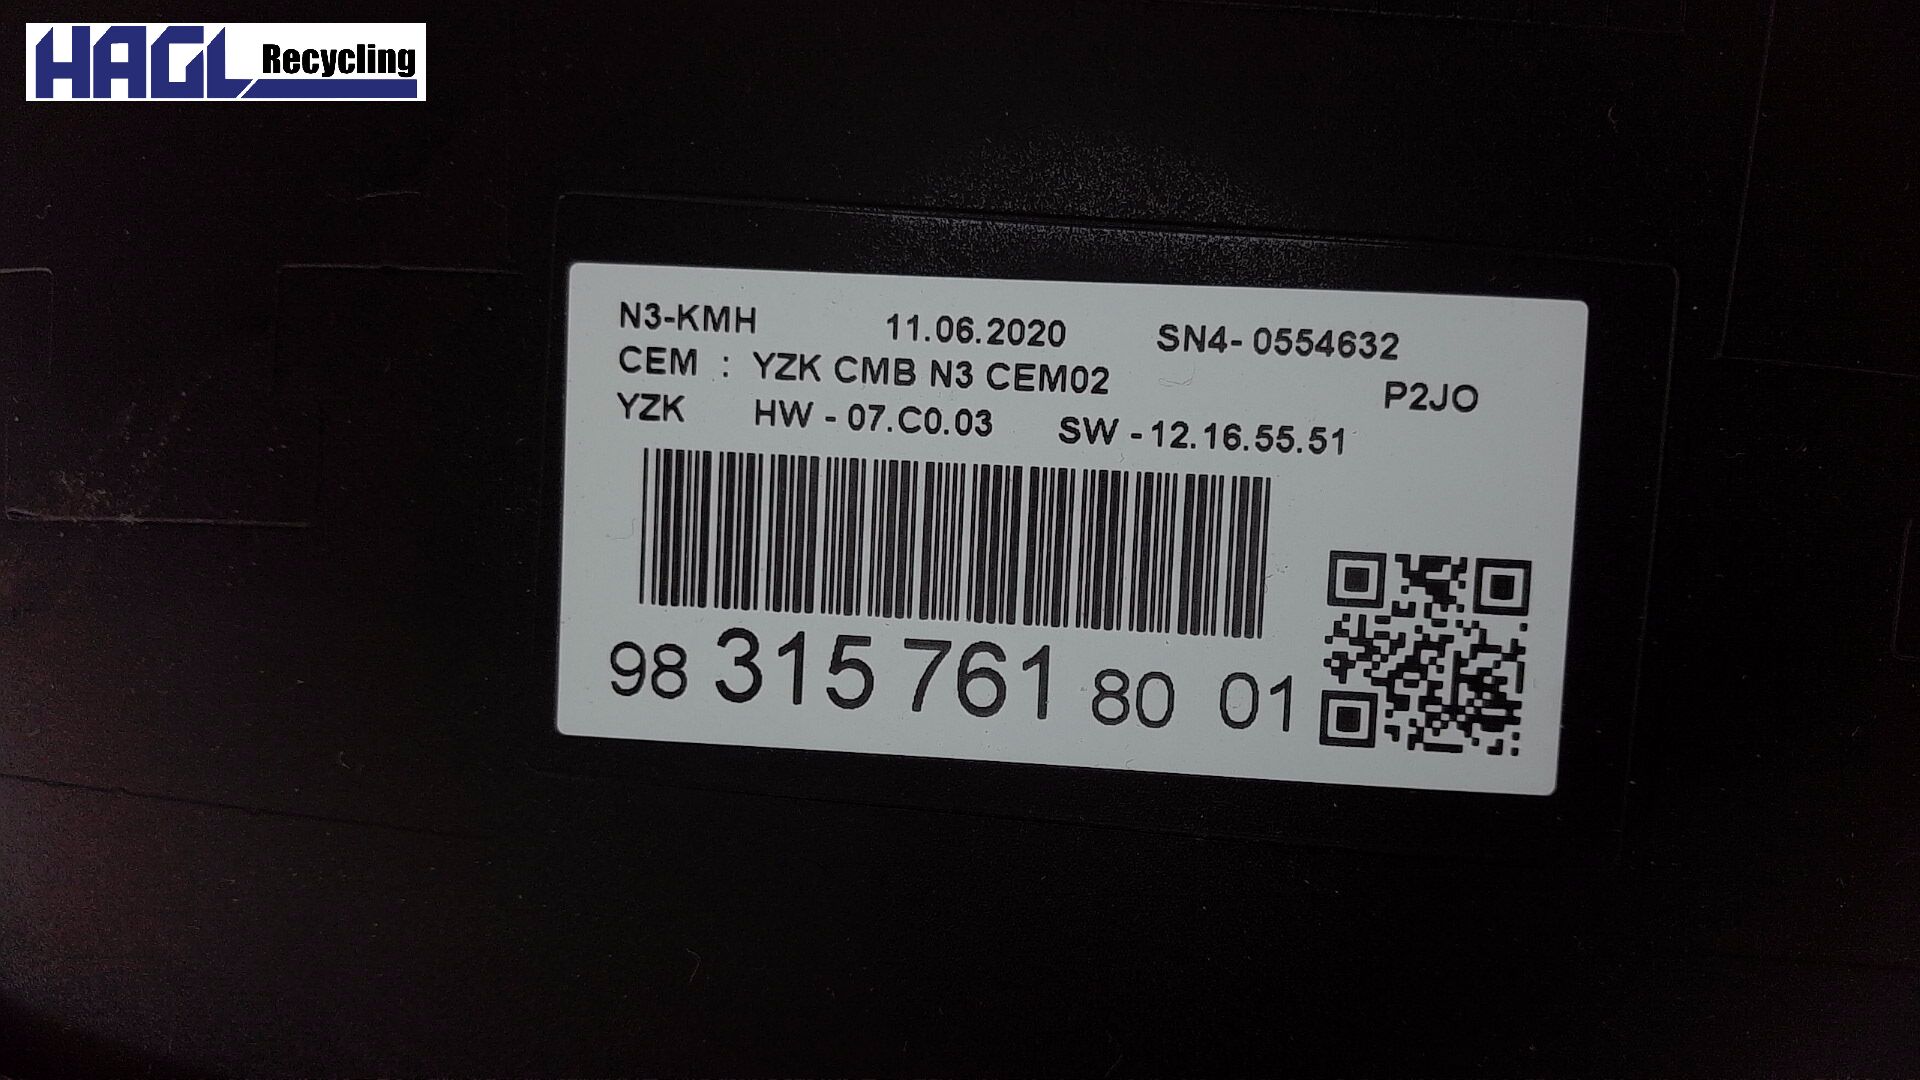 HAGL Recycling
N3-KMH 11.06.2020 SN4- 0554632
CEM : YZK CMB N3 CEM02 P2JO
YZK HW - 07.C0.03 SW - 12.16.55.51
98 315 761 80 01